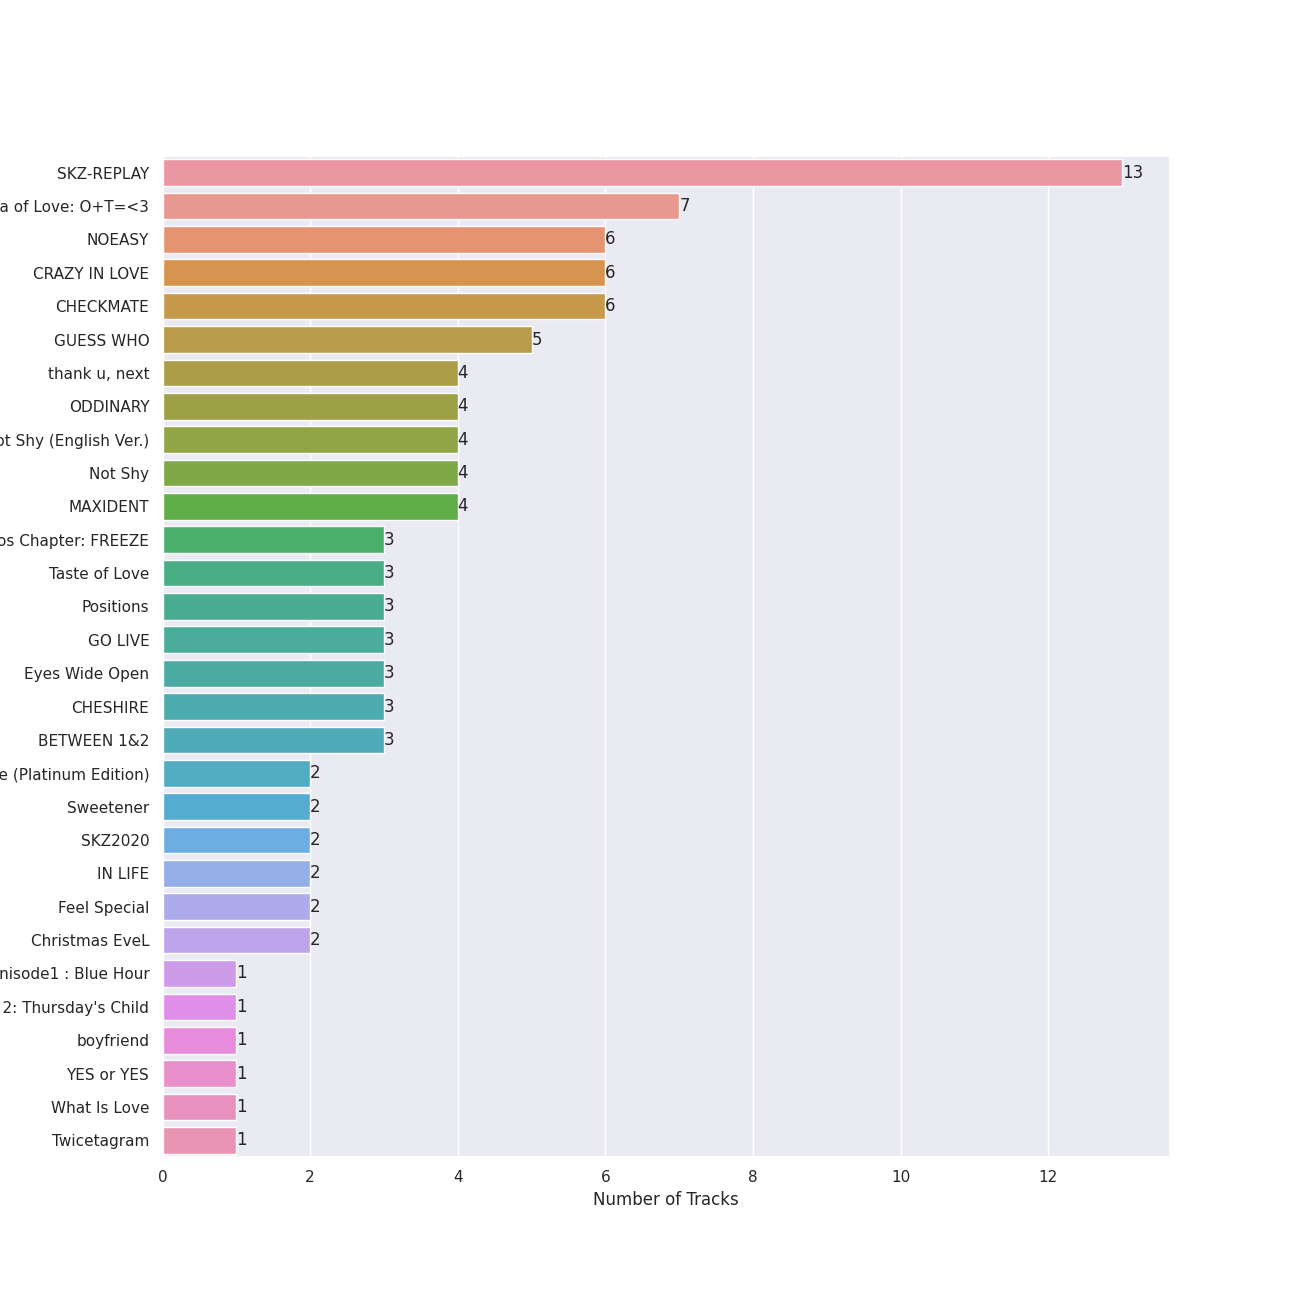 SKZ-REPLAY 13
a of Love: O+T=<3 7
NOEASY 6
CRAZY IN LOVE 6
CHECKMATE 6
GUESS WHO 5
thank u, next 4
ODDINARY 4
ot Shy (English Ver.) 4
Not Shy 4
MAXIDENT 4
os Chapter: FREEZE 3
Taste of Love 3
Positions 3
GO LIVE 3
Eyes Wide Open 3
CHESHIRE 3
BETWEEN 1&2 3
e (Platinum Edition) 2
Sweetener 2
SKZ2020 2
IN LIFE 2
Feel Special 2
Christmas EveL 2
nisode1 : Blue Hour 1
2: Thursday's Child 1
boyfriend 1
YES or YES 1
What Is Love 1
Twicetagram 1
0 2 4 6 8 10 12
Number of Tracks